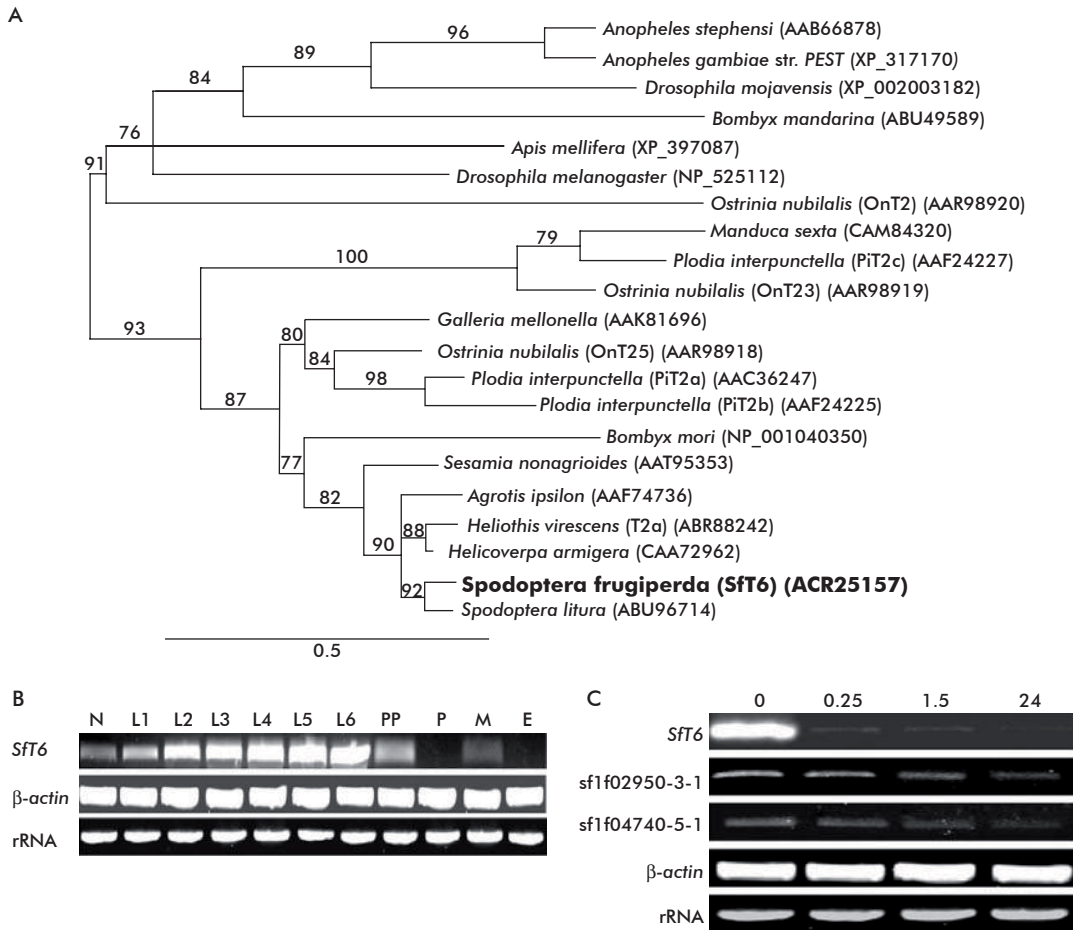 A
96
Anopheles stephensi (AAB66878)
89
Anopheles gambiae str. PEST (XP_317170)
84
Drosophila mojavensis (XP_002003182)
Bombyx mandarina (ABU49589)
76
Apis mellifera (XP_397087)
91
Drosophila melanogaster (NP_525112)
Ostrinia nubilalis (OnT2) (AAR98920)
79
Manduca sexta (CAM84320)
100
Plodia interpunctella (PiT2c) (AAF24227)
Ostrinia nubilalis (OnT23) (AAR98919)
93
80
Galleria mellonella (AAK81696)
84
Ostrinia nubilalis (OnT25) (AAR98918)
98
Plodia interpunctella (PiT2a) (AAC36247)
87
Plodia interpunctella (PiT2b) (AAF24225)
Bombyx mori (NP_001040350)
77
Sesamia nonagrioides (AAT95353)
82
Agrotis ipsilon (AAF74736)
88
Heliothis virescens (T2a) (ABR88242)
90
Helicoverpa armigera (CAA72962)
92
Spodoptera frugiperda (SfT6) (ACR25157)
Spodoptera litura (ABU96714)
0.5
B
N L1 L2 L3 L4 L5 L6 PP P M E
SfT6
β-actin
rRNA
C
0 0.25 1.5 24
SfT6
sf1f02950-3-1
sf1f04740-5-1
β-actin
rRNA